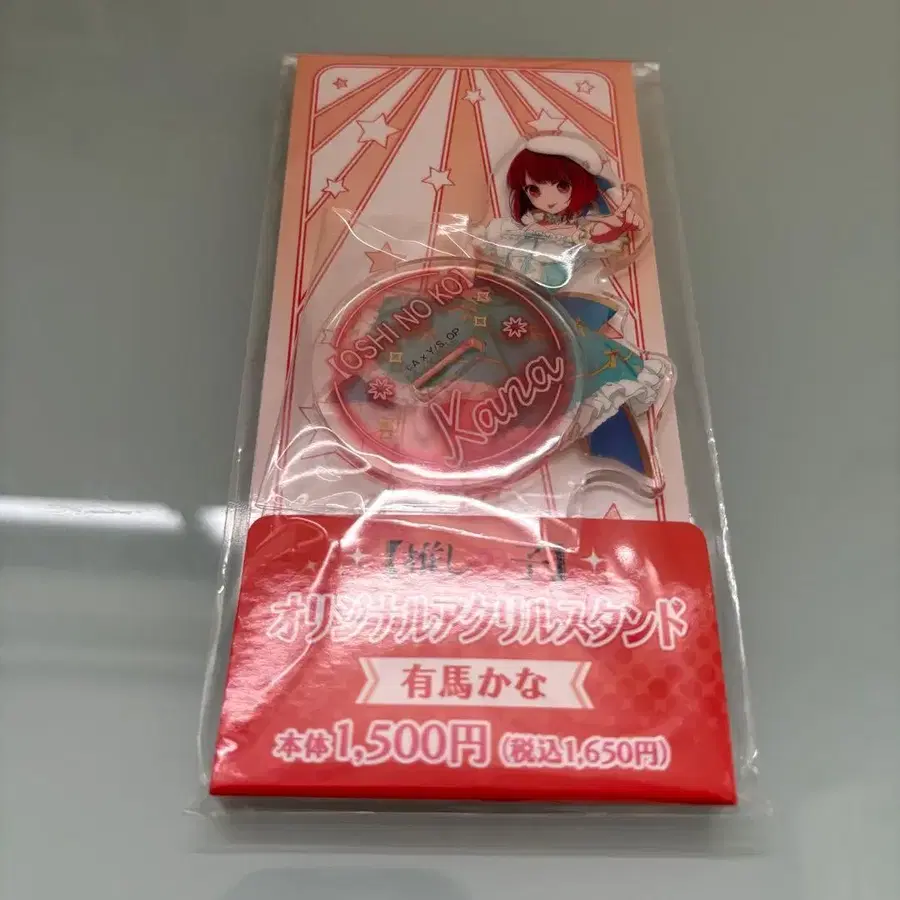 【OSHI NO KO】
Kana
【推し 子】
オリジナルアクリルスタンド
有馬かな
本体1,500円(税込1,650円)